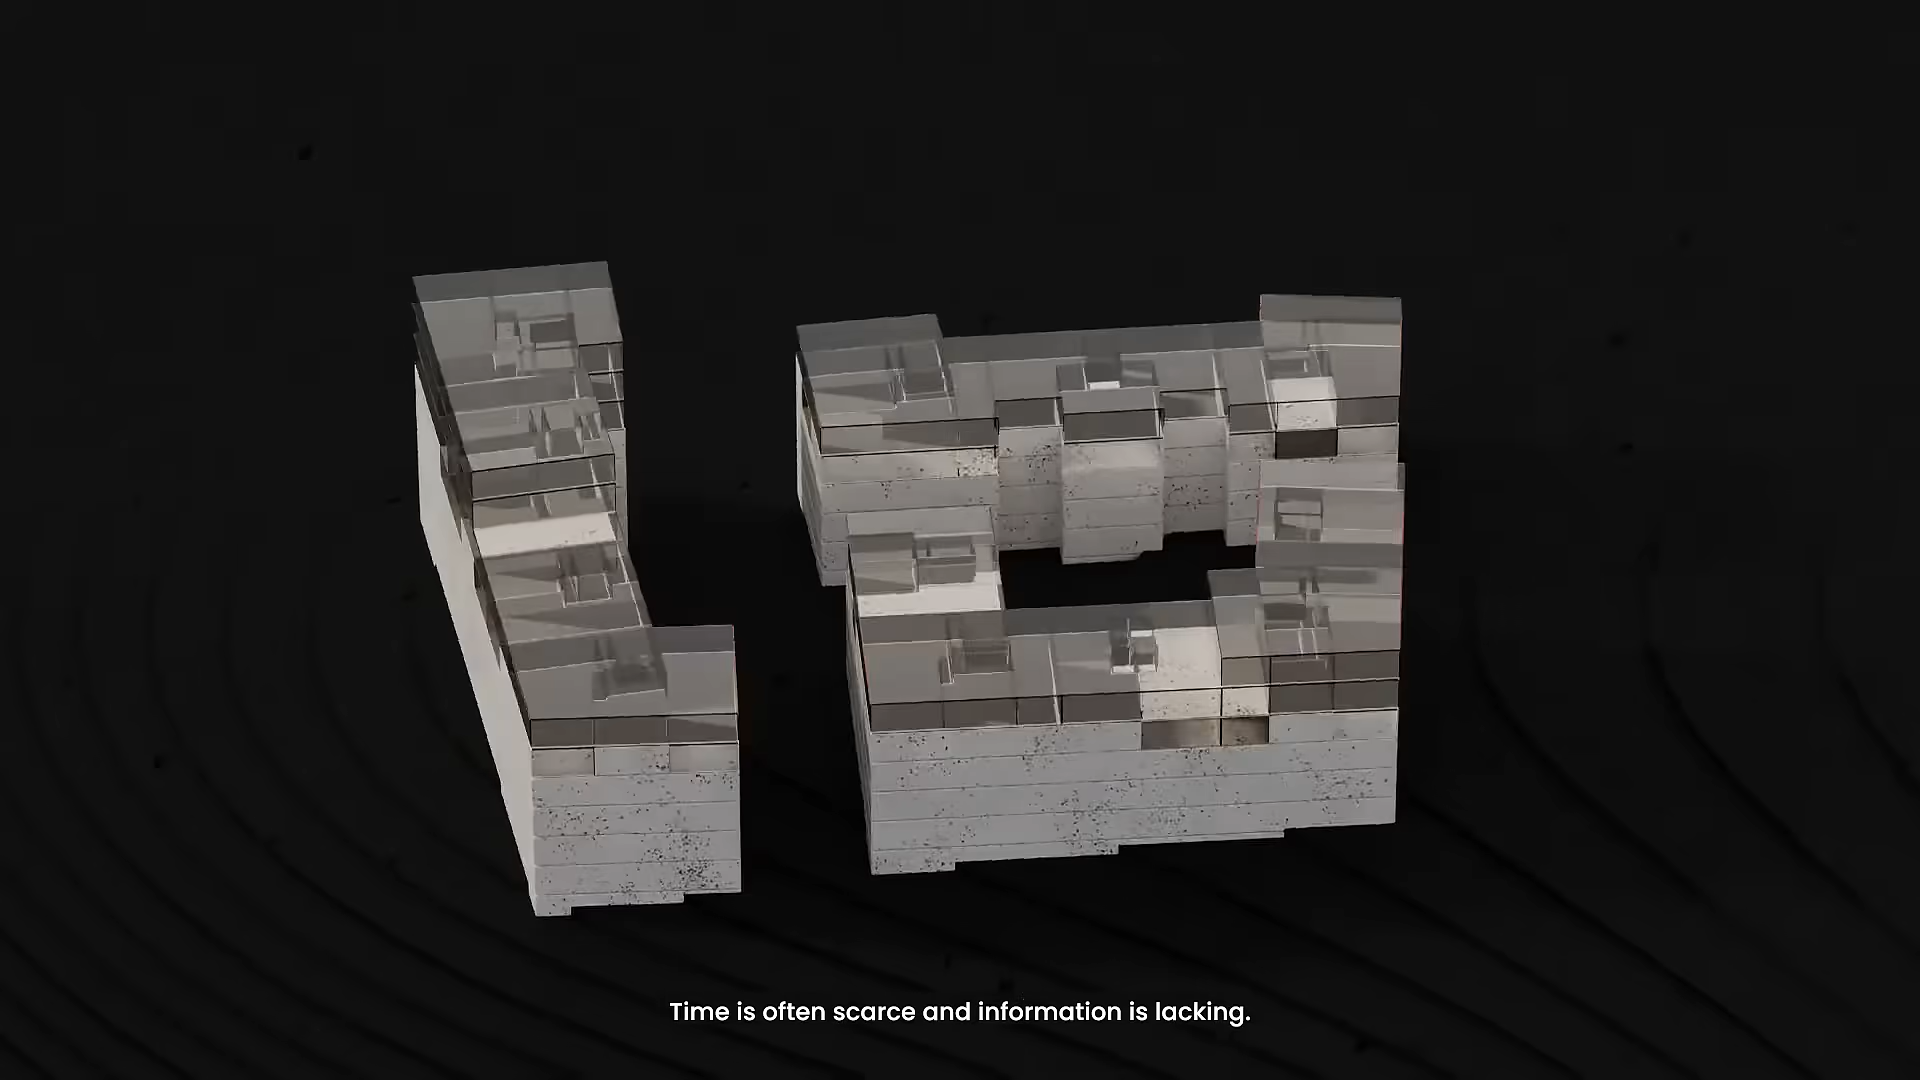 Time is often scarce and information is lacking.